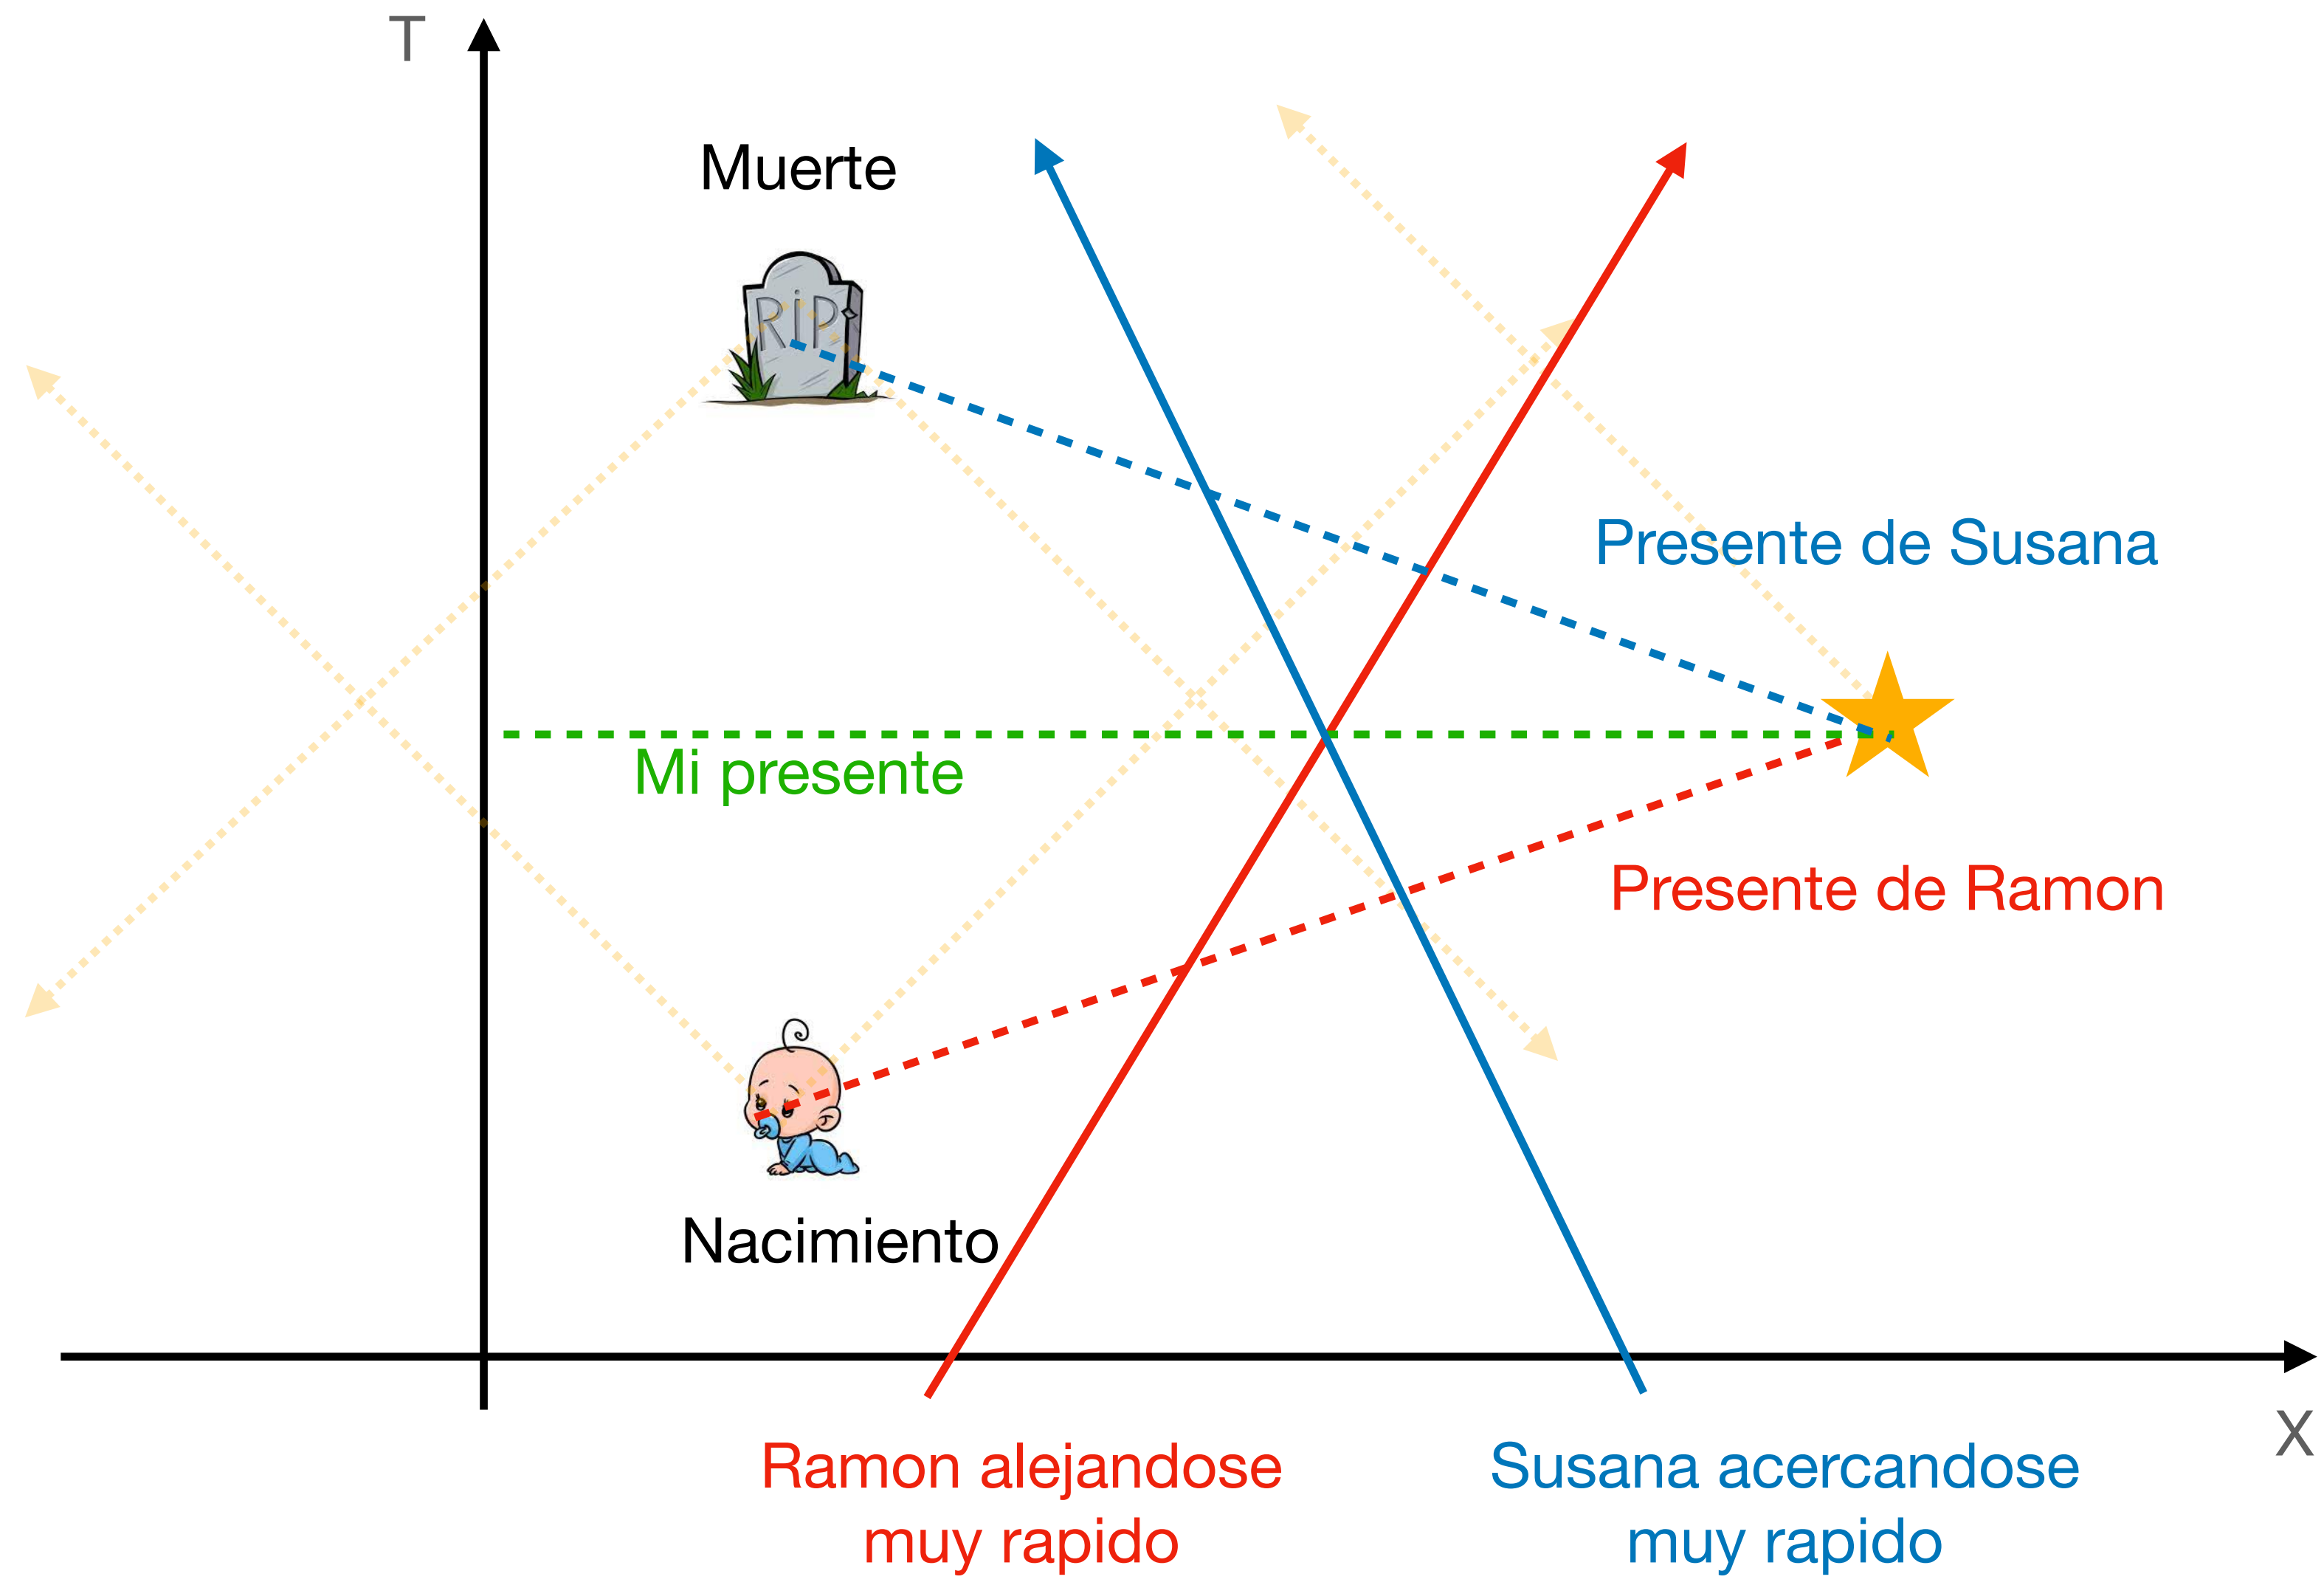 T
Muerte
RIP
Presente de Susana
Mi presente
Presente de Ramon
Nacimiento
X
Ramon alejandose
muy rapido
Susana acercandose
muy rapido